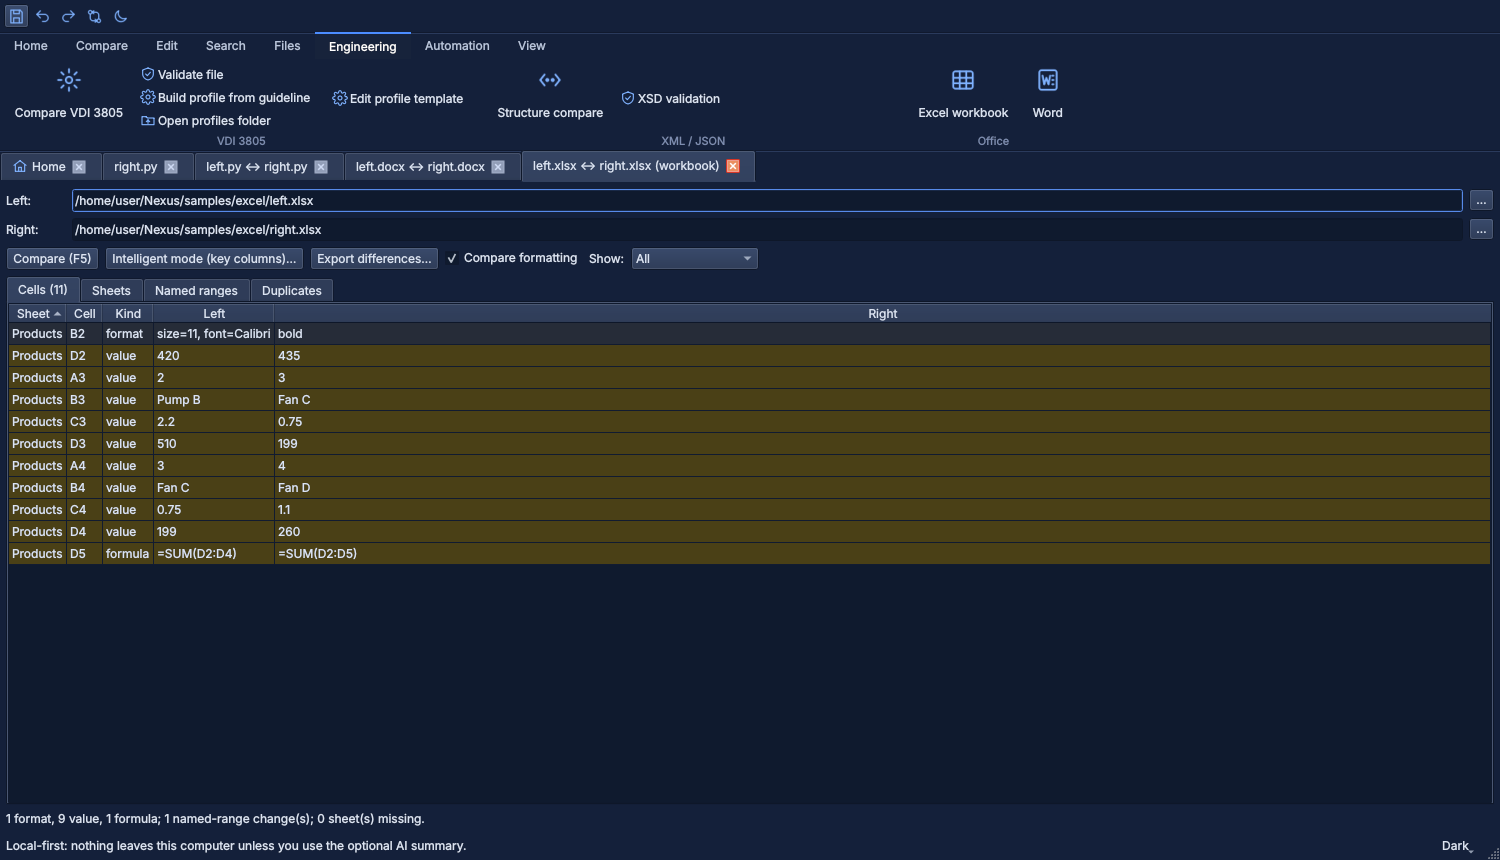 Home Compare Edit Search Files Engineering Automation View
Compare VDI 3805
Validate file
Build profile from guideline
Open profiles folder
Edit profile template
VDI 3805
Structure compare
XSD validation
XML / JSON
Excel workbook
Word
Office
Home right.py left.py ↔ right.py left.docx ↔ right.docx left.xlsx ↔ right.xlsx (workbook)
Left: /home/user/Nexus/samples/excel/left.xlsx ...
Right: /home/user/Nexus/samples/excel/right.xlsx ...
Compare (F5) Intelligent mode (key columns)... Export differences... ✓ Compare formatting Show: All
Cells (11) Sheets Named ranges Duplicates
Sheet Cell Kind Left Right
Products B2 format size=11, font=Calibri bold
Products D2 value 420 435
Products A3 value 2 3
Products B3 value Pump B Fan C
Products C3 value 2.2 0.75
Products D3 value 510 199
Products A4 value 3 4
Products B4 value Fan C Fan D
Products C4 value 0.75 1.1
Products D4 value 199 260
Products D5 formula =SUM(D2:D4) =SUM(D2:D5)
1 format, 9 value, 1 formula; 1 named-range change(s); 0 sheet(s) missing.
Local-first: nothing leaves this computer unless you use the optional AI summary. Dark